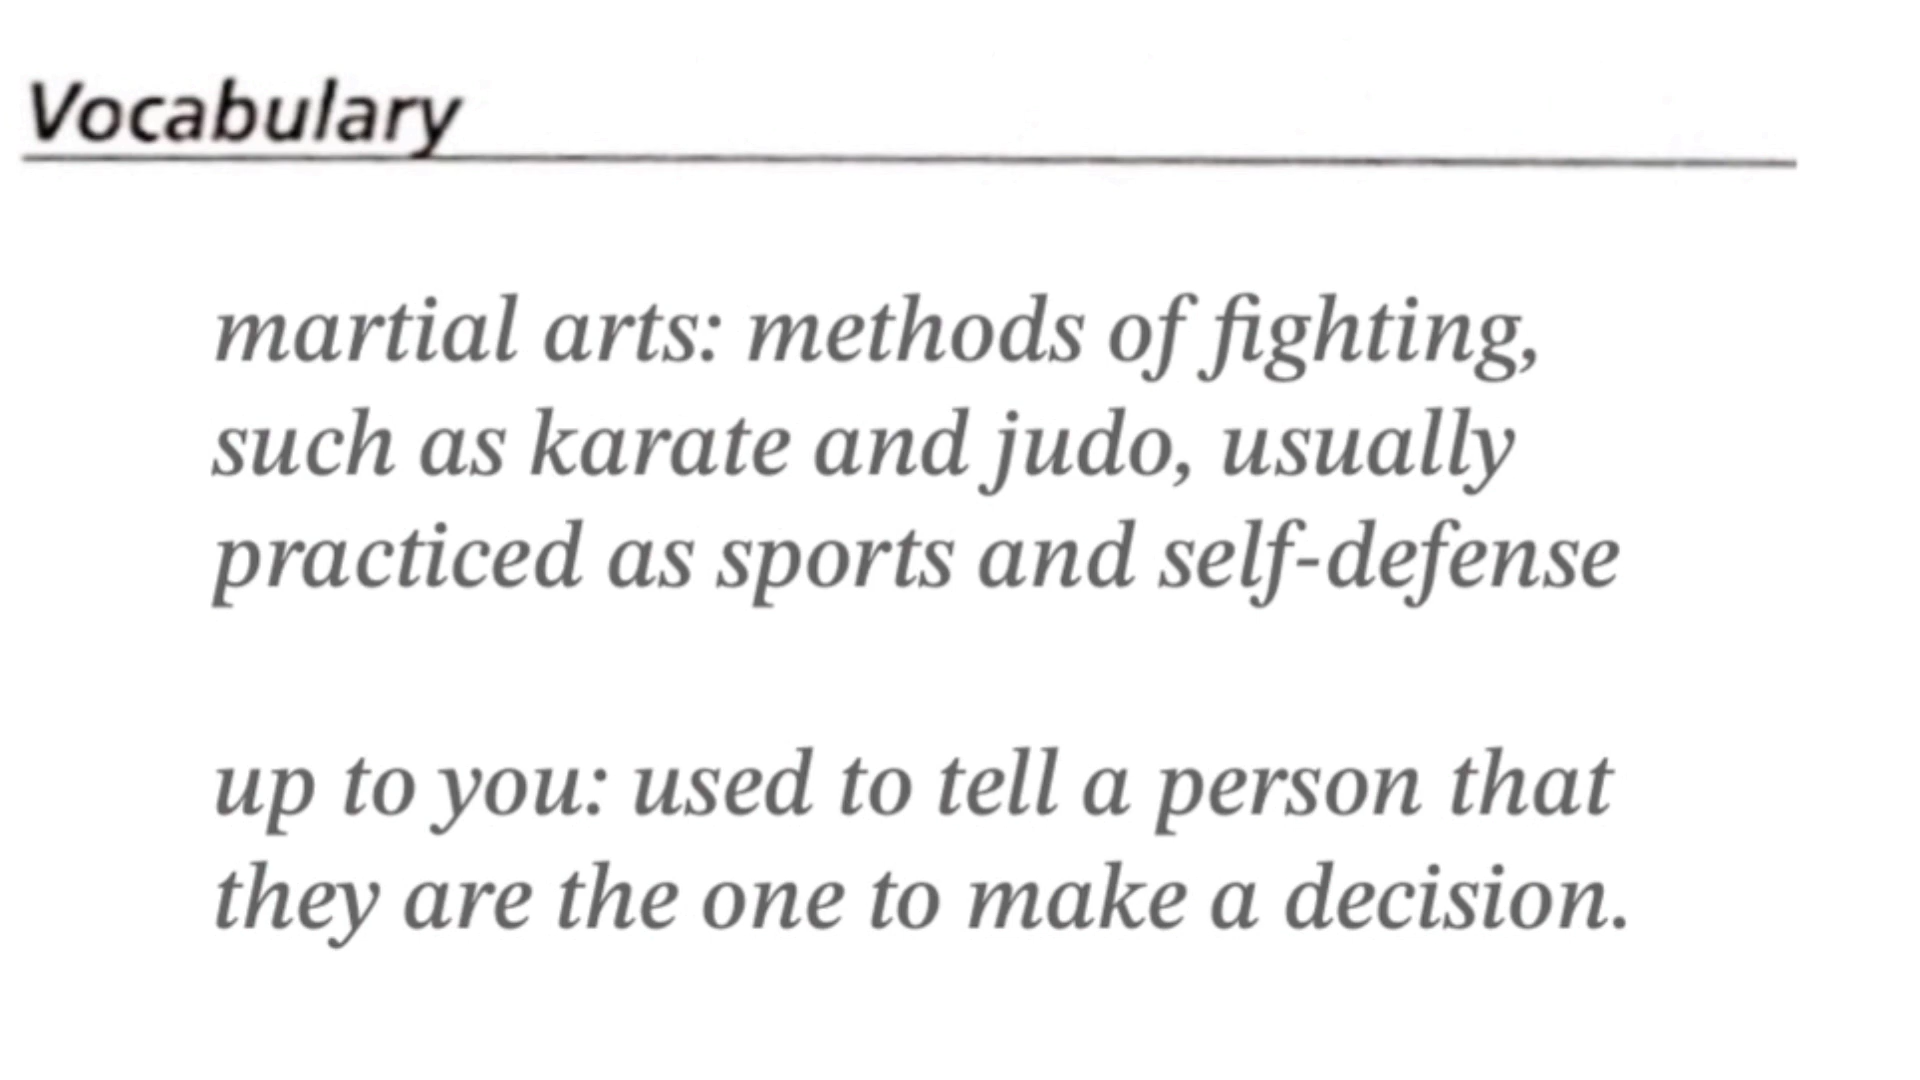 Vocabulary
martial arts: methods of fighting,
such as karate and judo, usually
practiced as sports and self-defense
up to you: used to tell a person that
they are the one to make a decision.